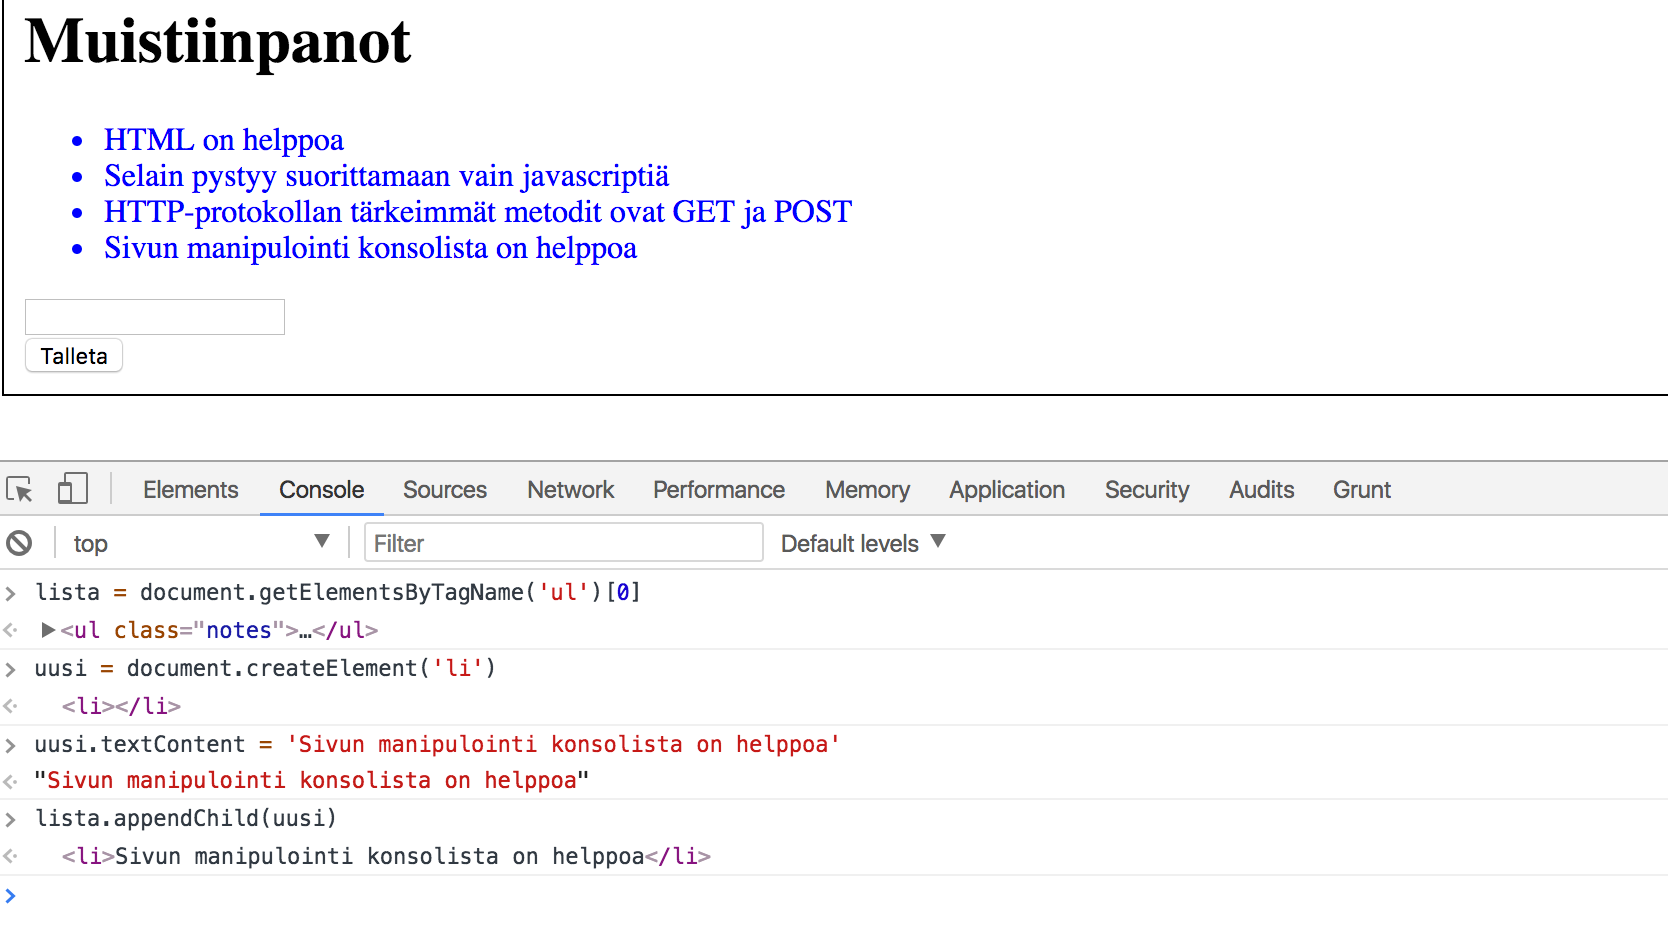 Muistiinpanot
HTML on helppoa
Selain pystyy suorittamaan vain javascriptiä
HTTP-protokollan tärkeimmät metodit ovat GET ja POST
Sivun manipulointi konsolista on helppoa
Talleta
Elements Console Sources Network Performance Memory Application Security Audits Grunt
top Filter Default levels
lista = document.getElementsByTagName('ul')[0]
<ul class="notes">…</ul>
uusi = document.createElement('li')
<li></li>
uusi.textContent = 'Sivun manipulointi konsolista on helppoa'
"Sivun manipulointi konsolista on helppoa"
lista.appendChild(uusi)
<li>Sivun manipulointi konsolista on helppoa</li>